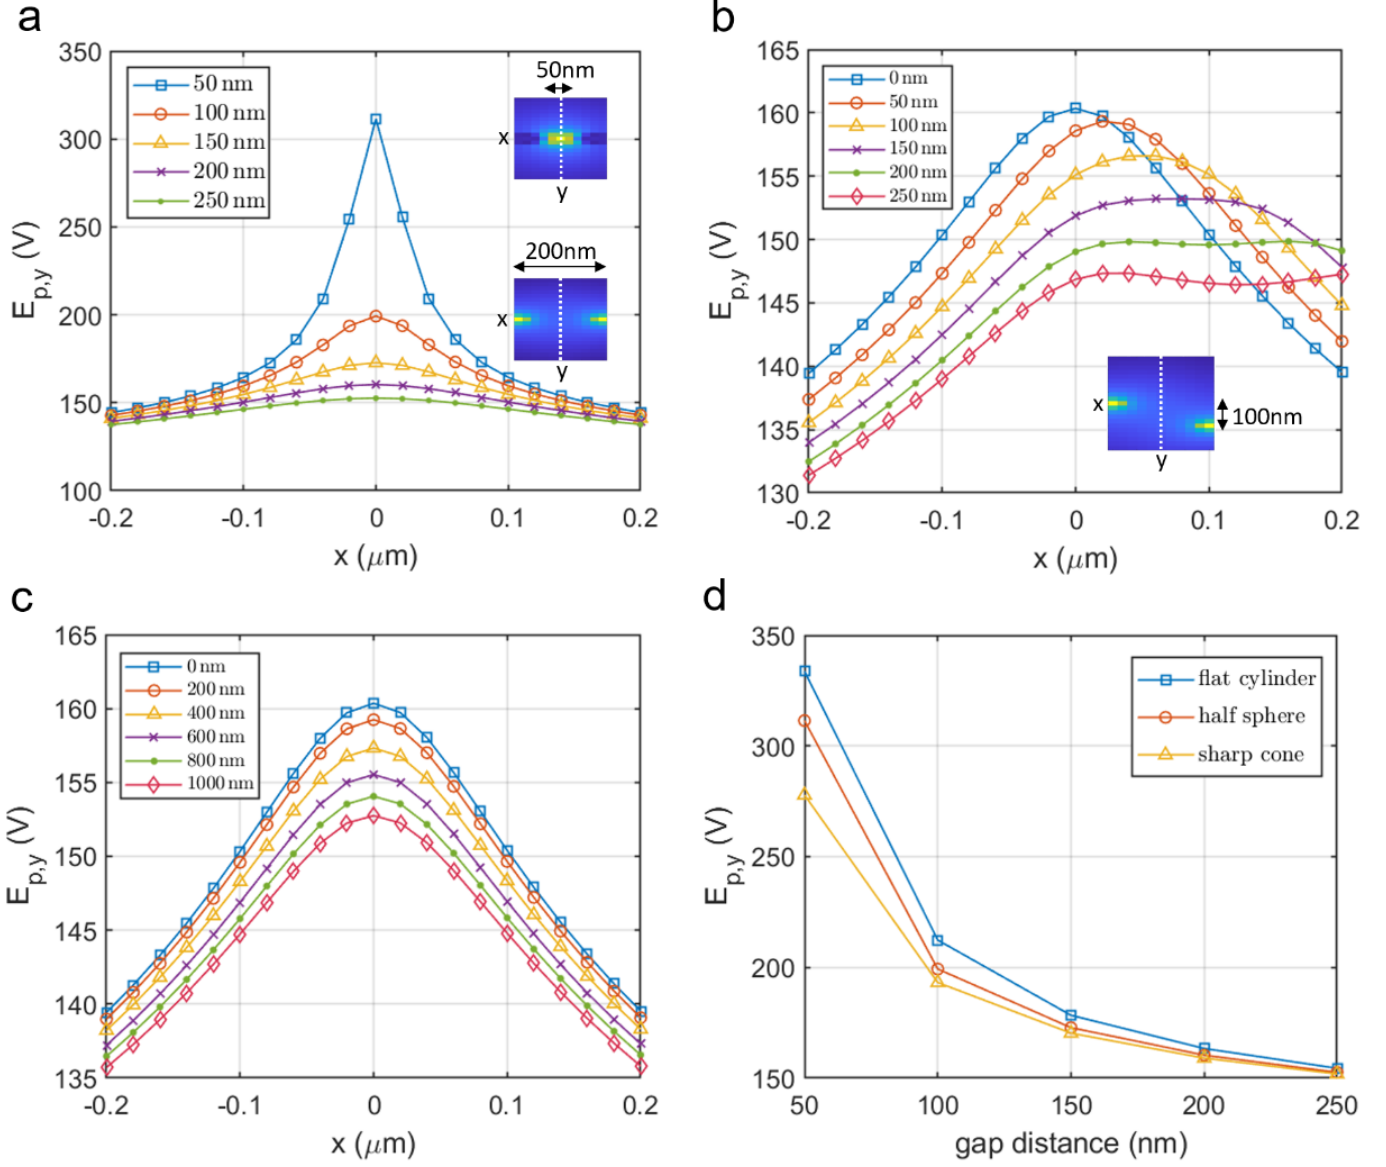 a
350
300
250
200
150
100
E p,y (V)
50 nm
100 nm
150 nm
200 nm
250 nm
50nm
x
y
200nm
x
y
-0.2
-0.1
0
0.1
0.2
x (μm)
b
165
160
155
150
145
140
135
130
E p,y (V)
0 nm
50 nm
100 nm
150 nm
200 nm
250 nm
x
100nm
y
-0.2
-0.1
0
0.1
0.2
x (μm)
c
165
160
155
150
145
140
135
E p,y (V)
0 nm
200 nm
400 nm
600 nm
800 nm
1000 nm
-0.2
-0.1
0
0.1
0.2
x (μm)
d
350
300
250
200
150
E p,y (V)
flat cylinder
half sphere
sharp cone
50
100
150
200
250
gap distance (nm)